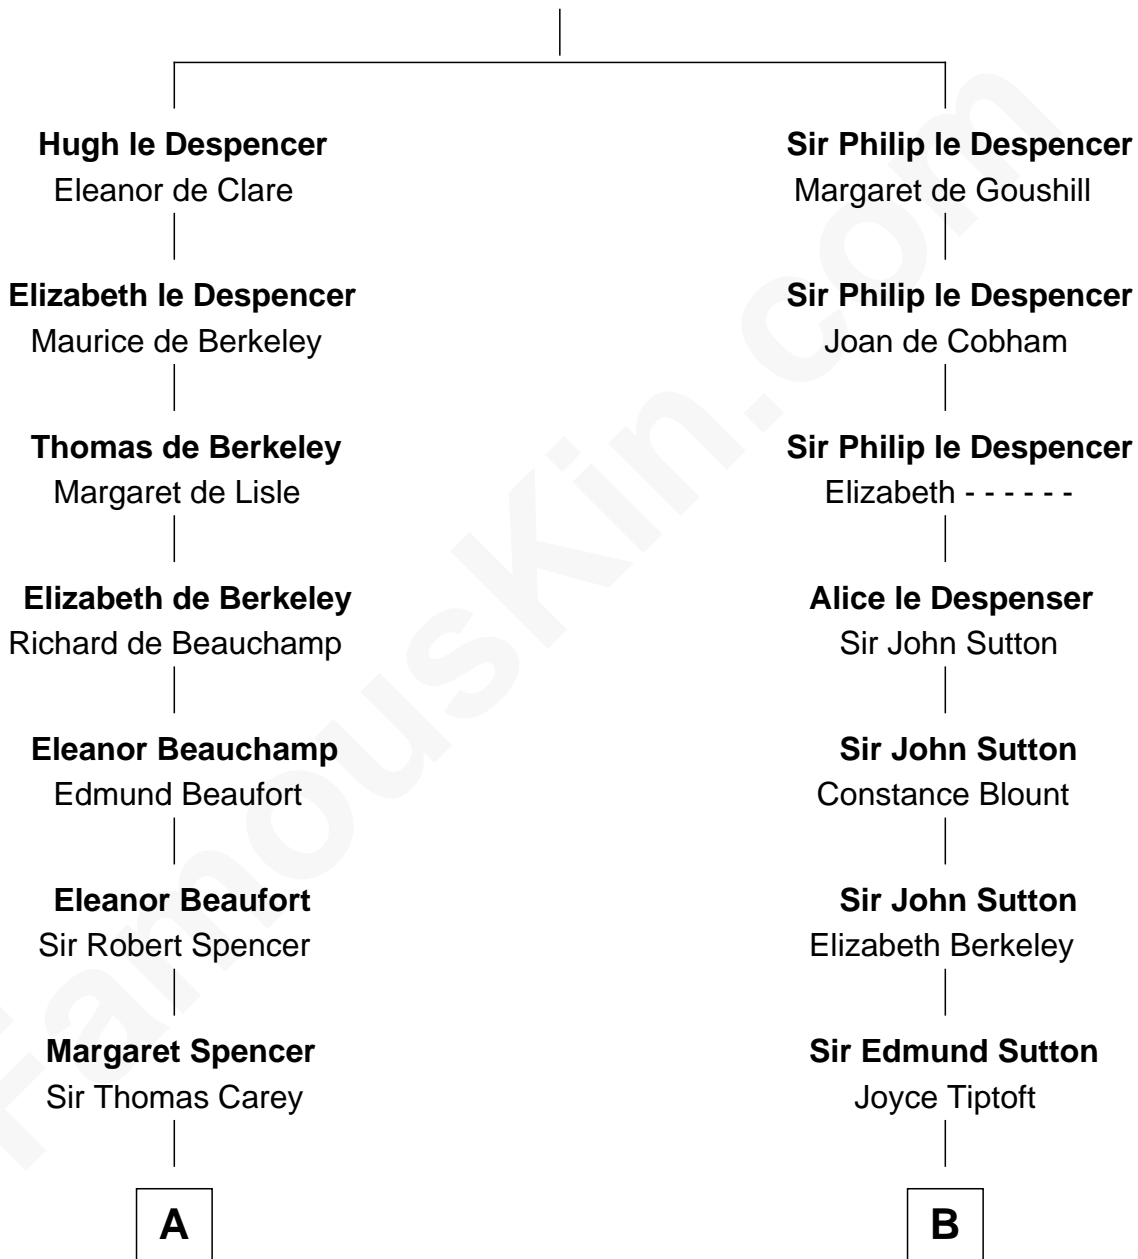 Hugh le Despencer
Eleanor de Clare
Elizabeth le Despencer
Maurice de Berkeley
Thomas de Berkeley
Margaret de Lisle
Elizabeth de Berkeley
Richard de Beauchamp
Eleanor Beauchamp
Edmund Beaufort
Eleanor Beaufort
Sir Robert Spencer
Margaret Spencer
Sir Thomas Carey
A
Sir Philip le Despencer
Margaret de Goushill
Sir Philip le Despencer
Joan de Cobham
Sir Philip le Despencer
Elizabeth - - - - - -
Alice le Despenser
Sir John Sutton
Sir John Sutton
Constance Blount
Sir John Sutton
Elizabeth Berkeley
Sir Edmund Sutton
Joyce Tiptoft
B
FamousKin.com